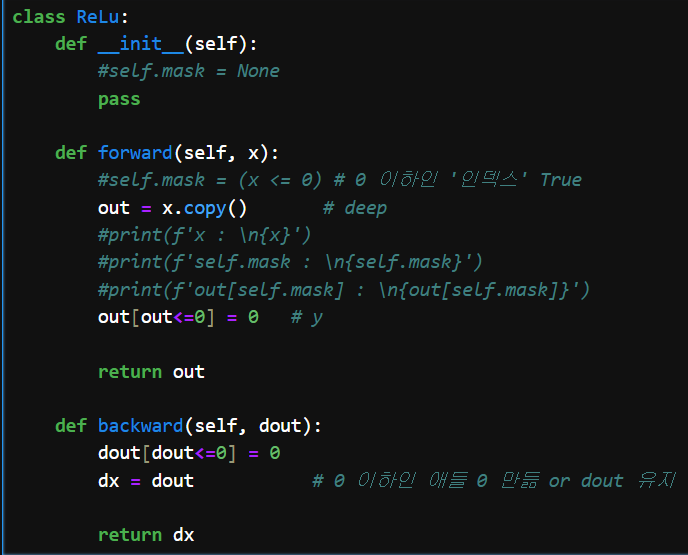 class ReLu:
    def __init__(self):
        #self.mask = None
        pass

    def forward(self, x):
        #self.mask = (x <= 0) # 0 이하인 '인덱스' True
        out = x.copy()       # deep
        #print(f'x : \n{x}')
        #print(f'self.mask : \n{self.mask}')
        #print(f'out[self.mask] : \n{out[self.mask]}')
        out[out<=0] = 0   # y

        return out

    def backward(self, dout):
        dout[dout<=0] = 0
        dx = dout           # 0 이하인 애들 0 만듦 or dout 유지

        return dx